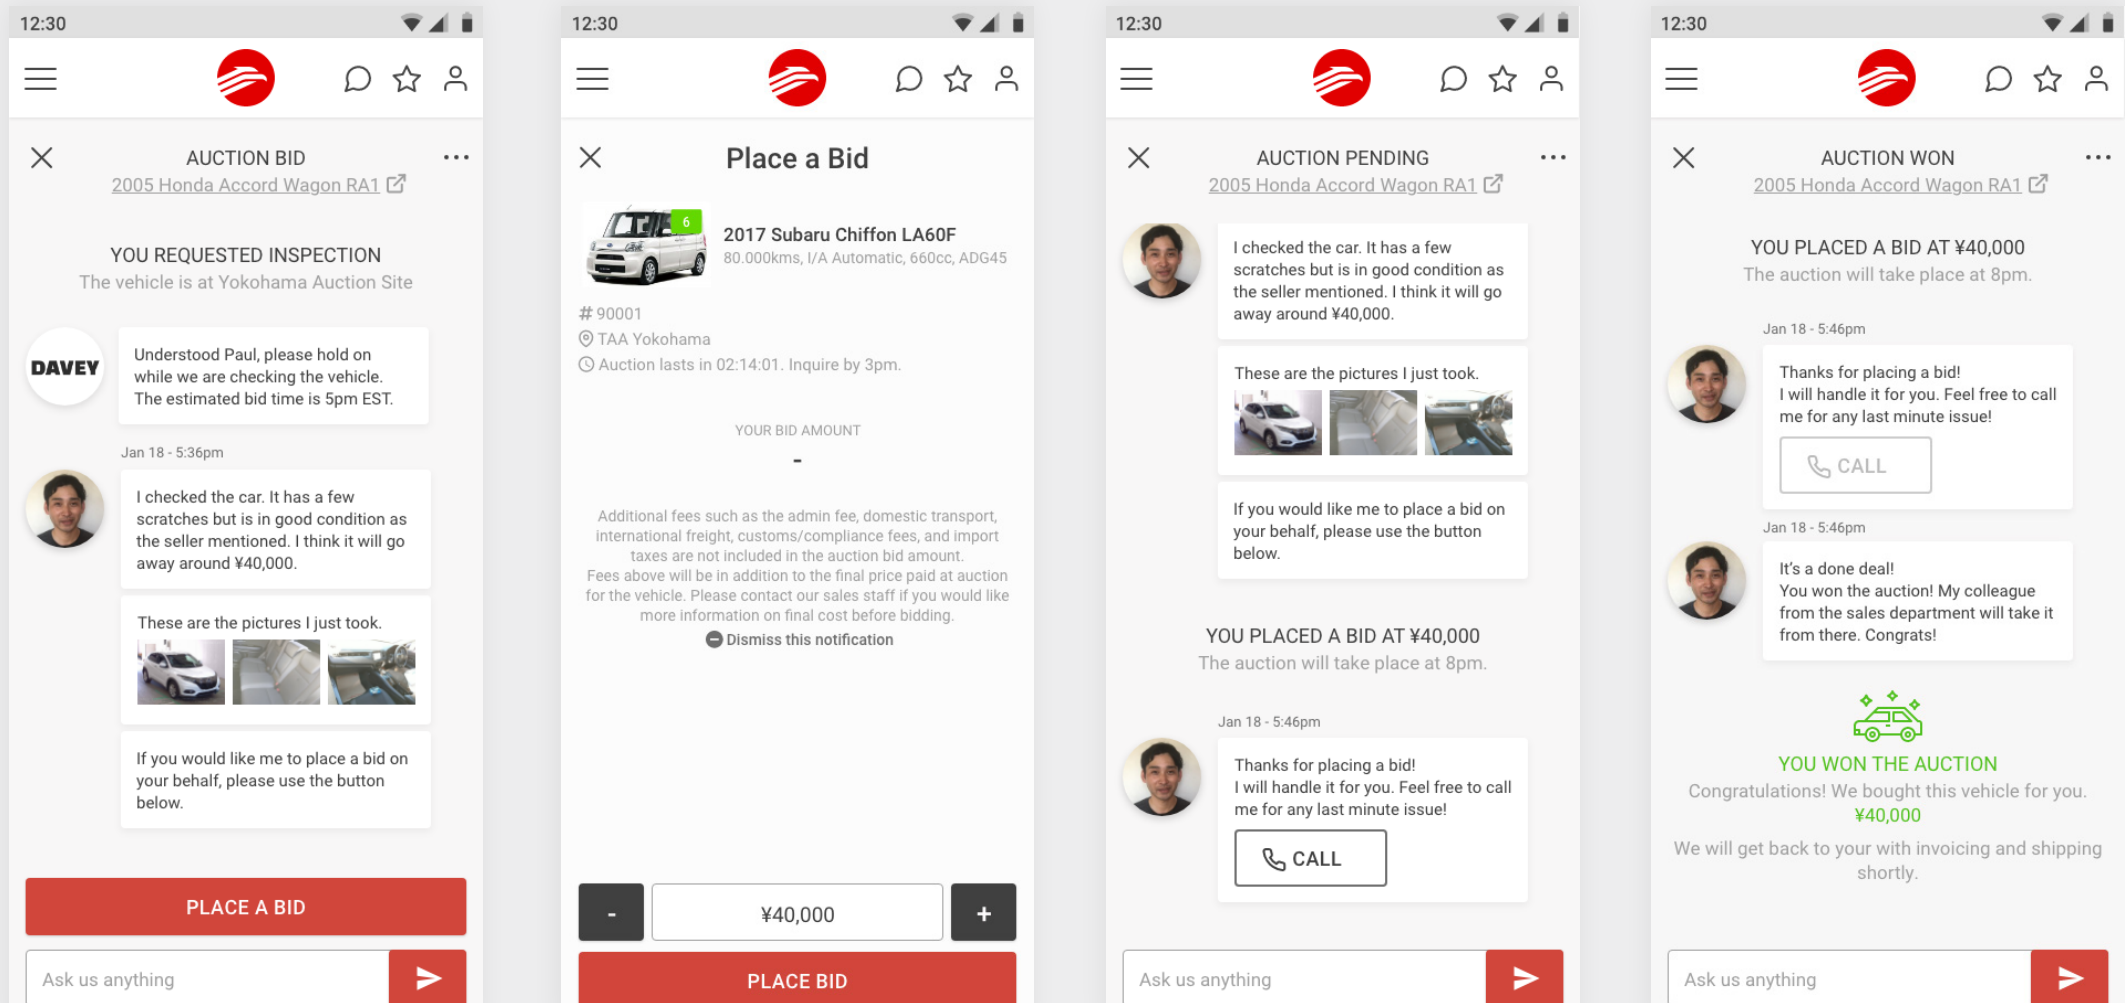 12:30
AUCTION BID
2005 Honda Accord Wagon RA1
YOU REQUESTED INSPECTION
The vehicle is at Yokohama Auction Site
DAVEY
Understood Paul, please hold on
while we are checking the vehicle.
The estimated bid time is 5pm EST.
Jan 18 - 5:36pm
I checked the car. It has a few
scratches but is in good condition as
the seller mentioned. I think it will go
away around ¥40,000.
These are the pictures I just took.
If you would like me to place a bid on
your behalf, please use the button
below.
PLACE A BID
Ask us anything
12:30
Place a Bid
6
2017 Subaru Chiffon LA60F
80.000kms, I/A Automatic, 660cc, ADG45
# 90001
TAA Yokohama
Auction lasts in 02:14:01. Inquire by 3pm.
YOUR BID AMOUNT
-
Additional fees such as the admin fee, domestic transport,
international freight, customs/compliance fees, and import
taxes are not included in the auction bid amount.
Fees above will be in addition to the final price paid at auction
for the vehicle. Please contact our sales staff if you would like
more information on final cost before bidding.
Dismiss this notification
- ¥40,000 +
PLACE BID
12:30
AUCTION PENDING
2005 Honda Accord Wagon RA1
I checked the car. It has a few
scratches but is in good condition as
the seller mentioned. I think it will go
away around ¥40,000.
These are the pictures I just took.
If you would like me to place a bid on
your behalf, please use the button
below.
YOU PLACED A BID AT ¥40,000
The auction will take place at 8pm.
Jan 18 - 5:46pm
Thanks for placing a bid!
I will handle it for you. Feel free to call
me for any last minute issue!
CALL
Ask us anything
12:30
AUCTION WON
2005 Honda Accord Wagon RA1
YOU PLACED A BID AT ¥40,000
The auction will take place at 8pm.
Jan 18 - 5:46pm
Thanks for placing a bid!
I will handle it for you. Feel free to call
me for any last minute issue!
CALL
Jan 18 - 5:46pm
It's a done deal!
You won the auction! My colleague
from the sales department will take it
from there. Congrats!
YOU WON THE AUCTION
Congratulations! We bought this vehicle for you.
¥40,000
We will get back to your with invoicing and shipping
shortly.
Ask us anything